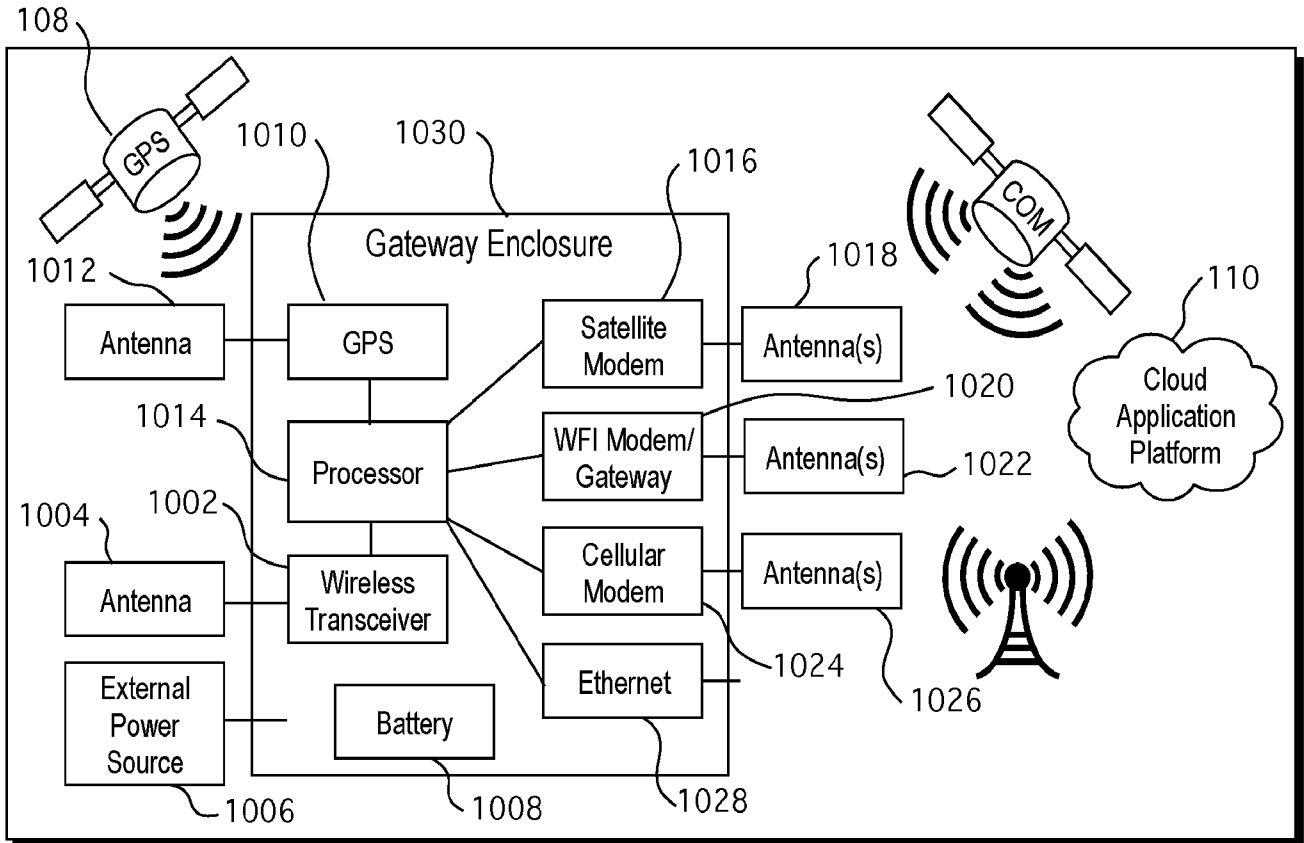 108
GPS
1010
1030
1016
COM
Gateway Enclosure
1012
1018
110
Antenna
GPS
Satellite
Modem
Antenna(s)
Cloud
Application
Platform
1020
1014
Processor
WFI Modem/
Gateway
Antenna(s)
1022
1002
1004
Antenna
Wireless
Transceiver
Cellular
Modem
Antenna(s)
1024
1026
External
Power
Source
Battery
Ethernet
1006
1008
1028